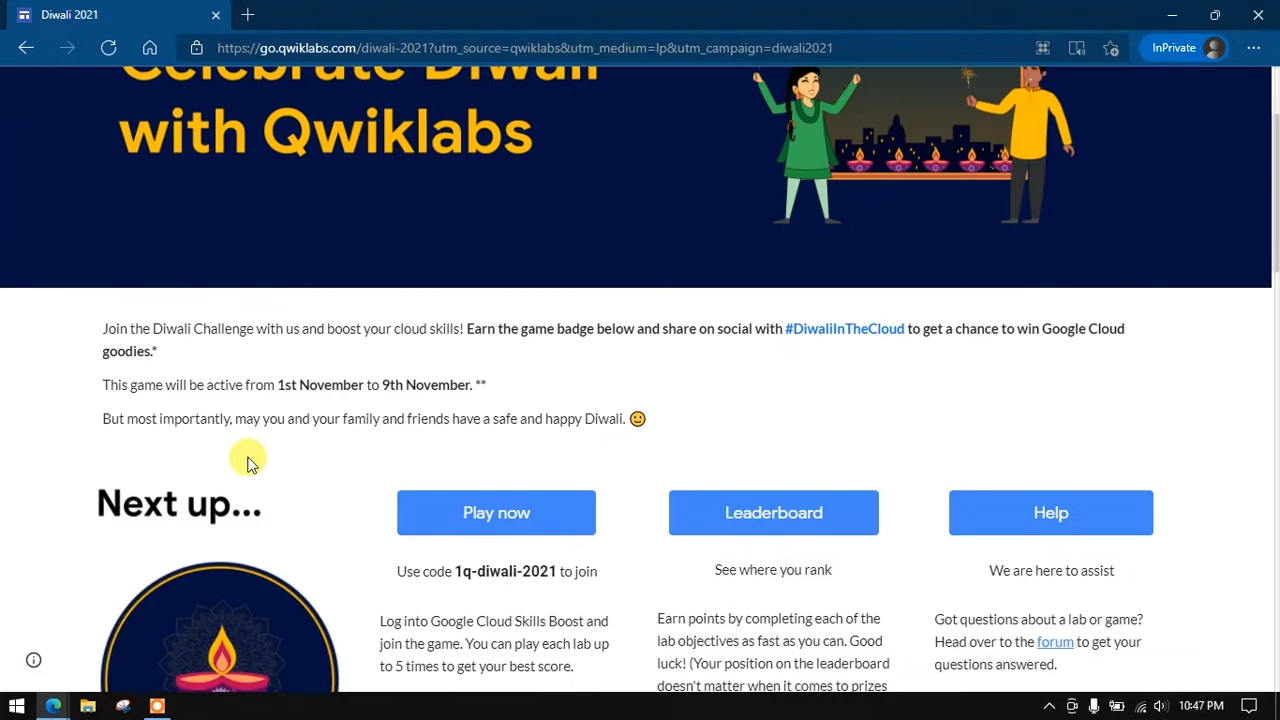 Diwali 2021
https://go.qwiklabs.com/diwali-2021?utm_source=qwiklabs&utm_medium=lp&utm_campaign=diwali2021
InPrivate
Celebrate Diwali
with Qwiklabs
Join the Diwali Challenge with us and boost your cloud skills! Earn the game badge below and share on social with #DiwaliInTheCloud to get a chance to win Google Cloud
goodies.*
This game will be active from 1st November to 9th November. **
But most importantly, may you and your family and friends have a safe and happy Diwali. 🙂
Next up...
Play now
Leaderboard
Help
Use code 1q-diwali-2021 to join
See where you rank
We are here to assist
Log into Google Cloud Skills Boost and
join the game. You can play each lab up
to 5 times to get your best score.
Earn points by completing each of the
lab objectives as fast as you can. Good
luck! (Your position on the leaderboard
doesn't matter when it comes to prizes
Got questions about a lab or game?
Head over to the forum to get your
questions answered.
10:47 PM